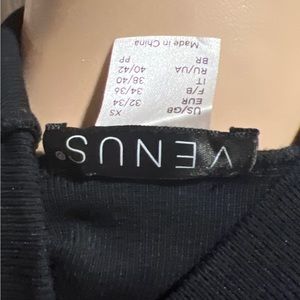 VENUS
US/GB XS
EUR 32/34
F/B 34/36
IT 38/40
RU/UA 40/42
BR PP
Made in China